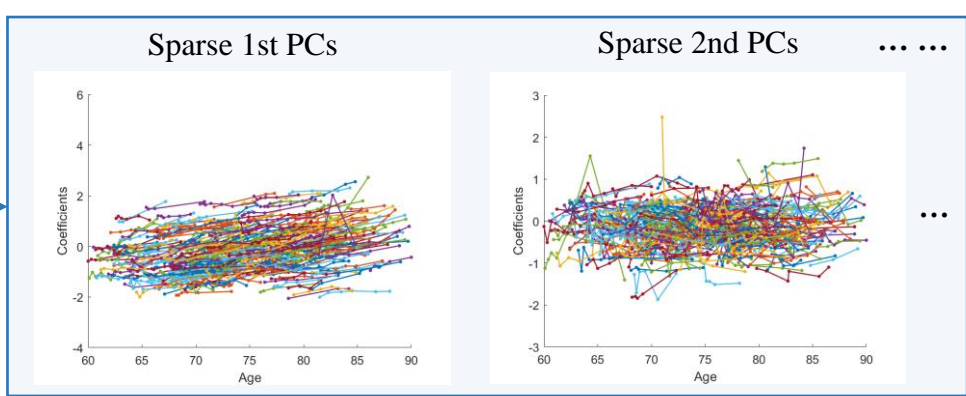 Sparse 1st PCs
Sparse 2nd PCs
... ...
6
4
2
0
-2
-4
Coefficients
60 65 70 75 80 85 90
Age
3
2
1
0
-1
-2
-3
Coefficients
60 65 70 75 80 85 90
Age
...